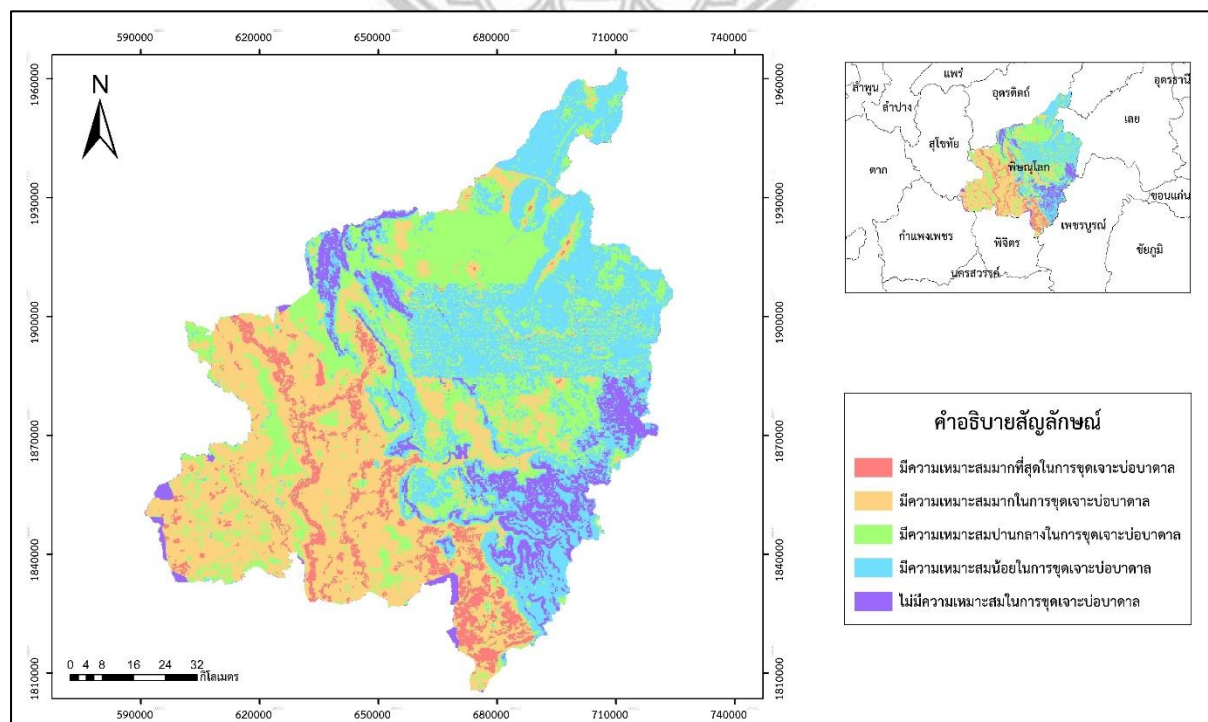 590000 620000 650000 680000 710000 740000
1960000 1960000
1930000 1930000
1900000 1900000
1870000 1870000
1840000 1840000
1810000 1810000
N
0 4 8 16 24 32
กิโลเมตร
590000 620000 650000 680000 710000 740000
แพร่
ลำพูน
ลำปาง
อุตรดิตถ์
อุดรธานี
เลย
สุโขทัย
ตาก
พิษณุโลก
ขอนแก่น
กำแพงเพชร
พิจิตร
เพชรบูรณ์
ชัยภูมิ
นครสวรรค์
คำอธิบายสัญลักษณ์
มีความเหมาะสมมากที่สุดในการขุดเจาะบ่อบาดาล
มีความเหมาะสมมากในการขุดเจาะบ่อบาดาล
มีความเหมาะสมปานกลางในการขุดเจาะบ่อบาดาล
มีความเหมาะสมน้อยในการขุดเจาะบ่อบาดาล
ไม่มีความเหมาะสมในการขุดเจาะบ่อบาดาล